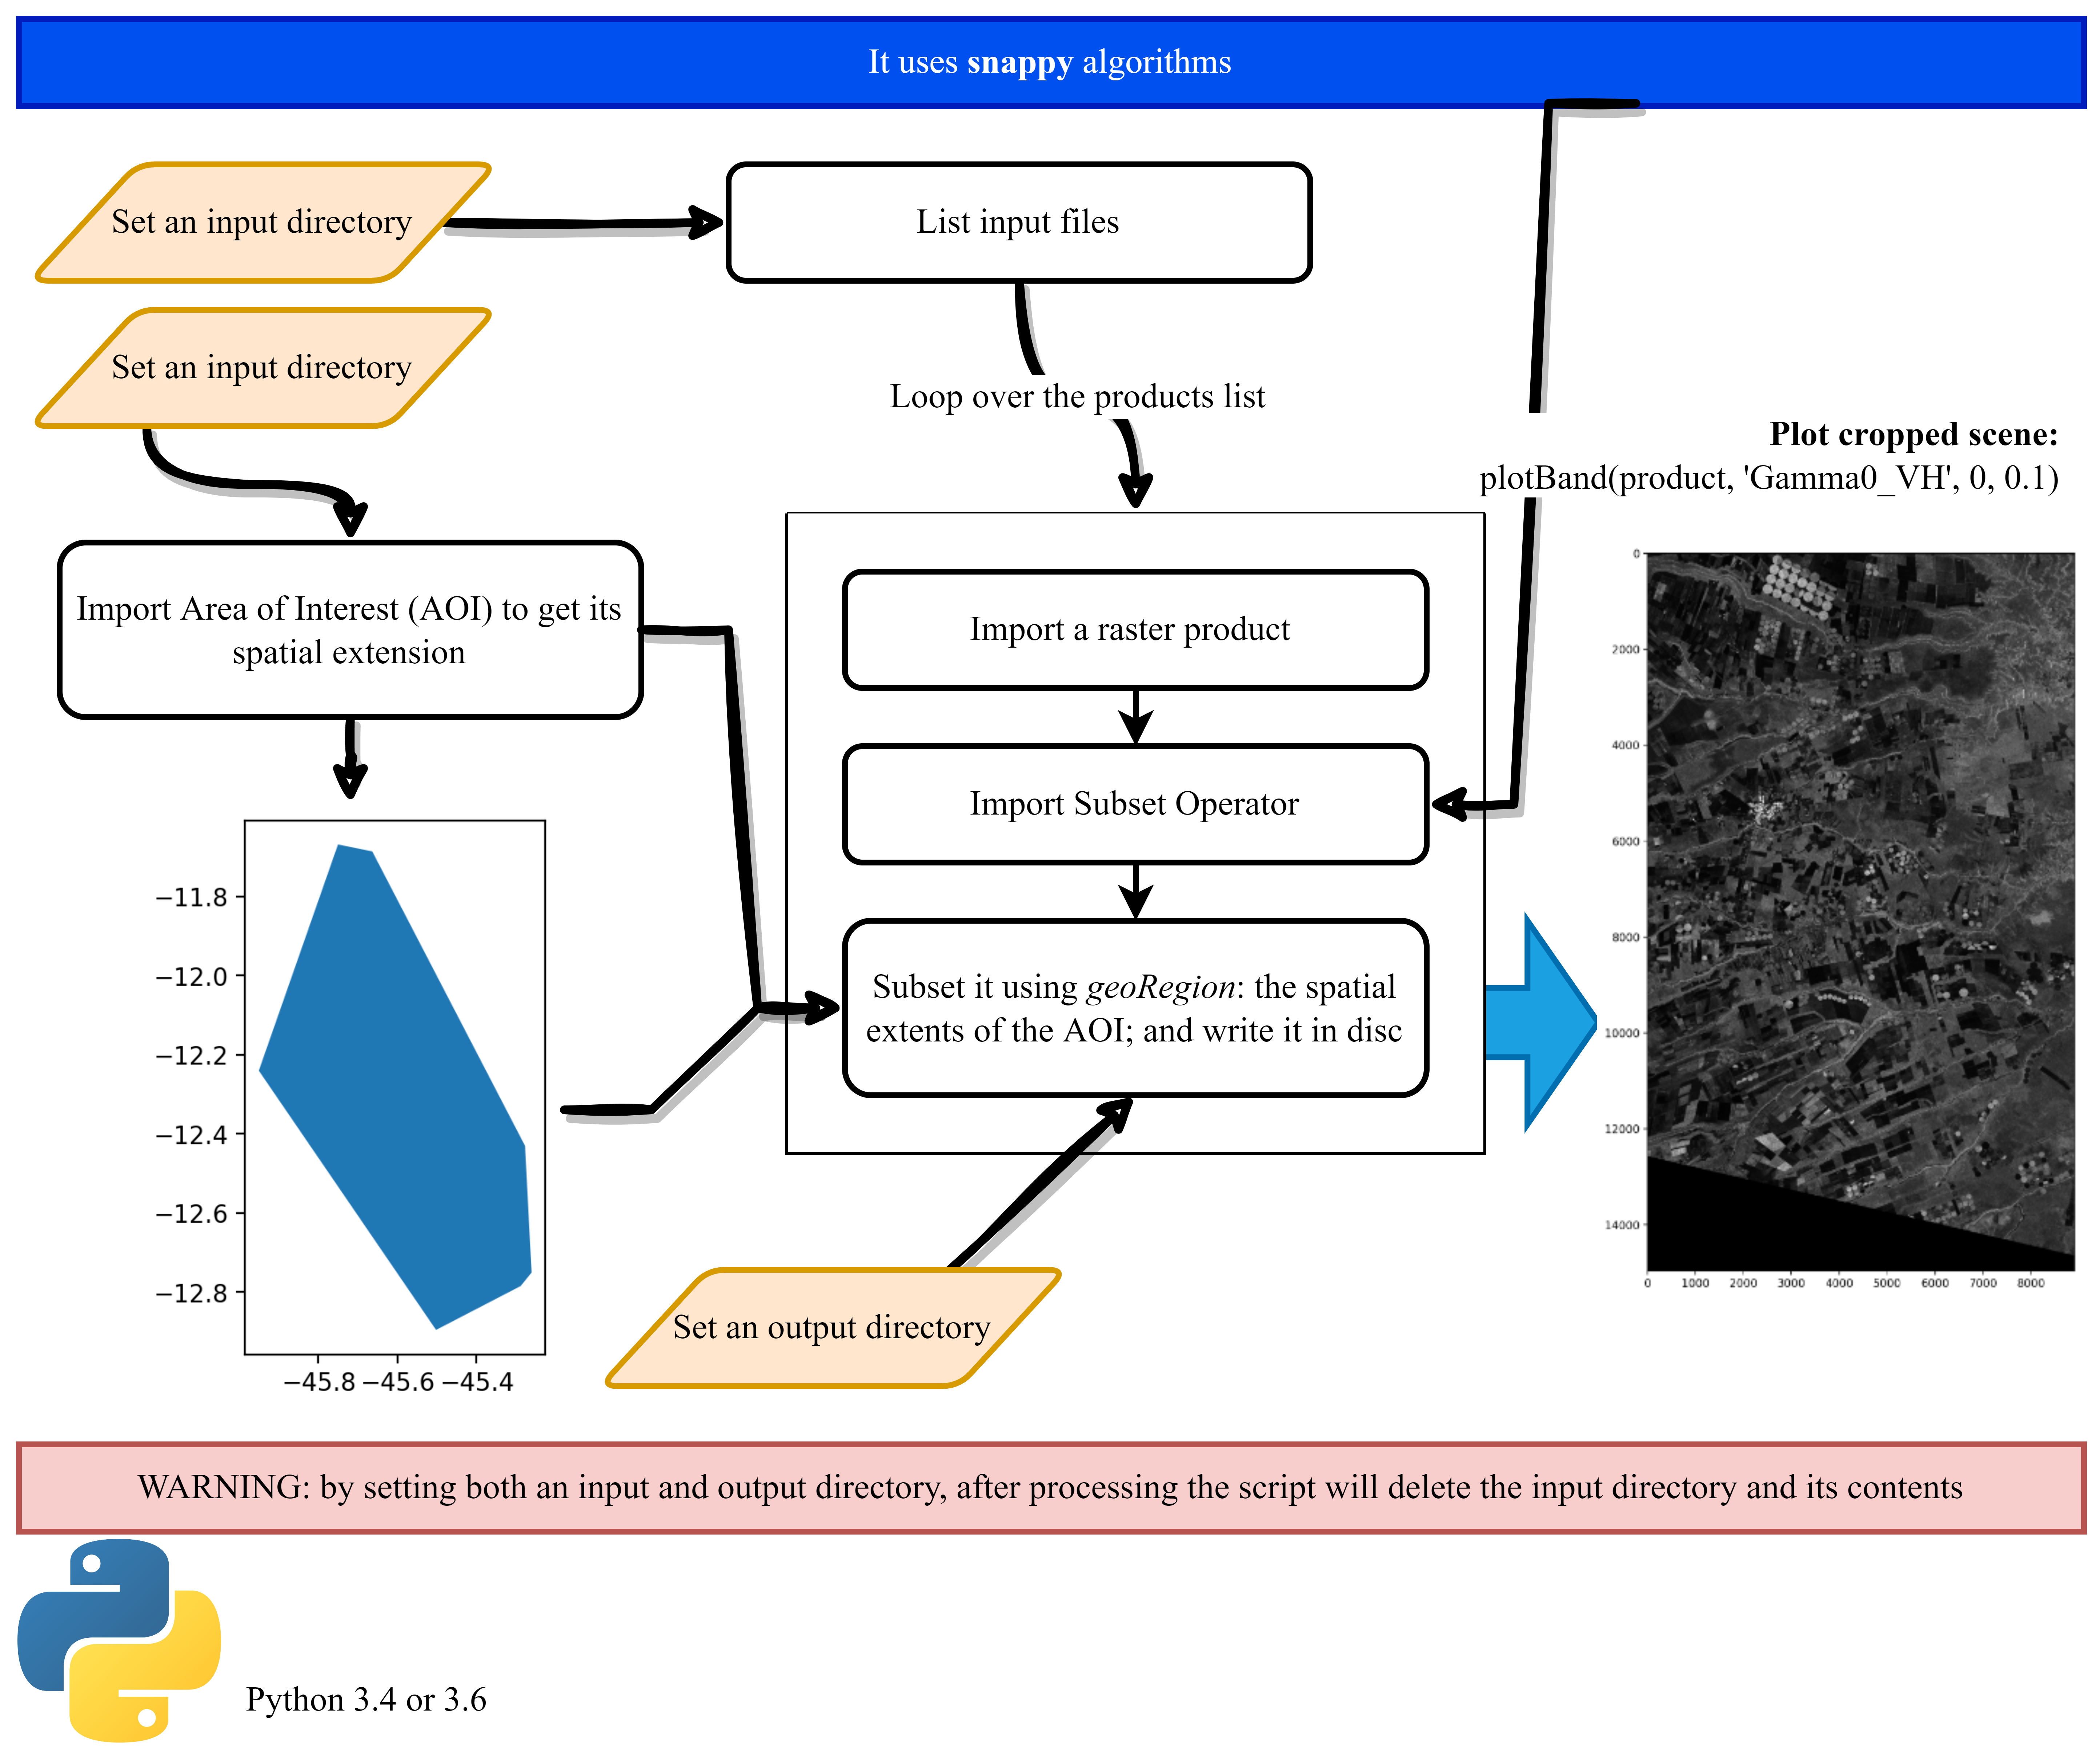 It uses snappy algorithms
Set an input directory
List input files
Set an input directory
Loop over the products list
Plot cropped scene:
plotBand(product, 'Gamma0_VH', 0, 0.1)
Import Area of Interest (AOI) to get its
spatial extension
Import a raster product
Import Subset Operator
Subset it using geoRegion: the spatial
extents of the AOI; and write it in disc
−11.8
−12.0
−12.2
−12.4
−12.6
−12.8
−45.8 −45.6 −45.4
0
2000
4000
6000
8000
10000
12000
14000
0 1000 2000 3000 4000 5000 6000 7000 8000
Set an output directory
WARNING: by setting both an input and output directory, after processing the script will delete the input directory and its contents
Python 3.4 or 3.6